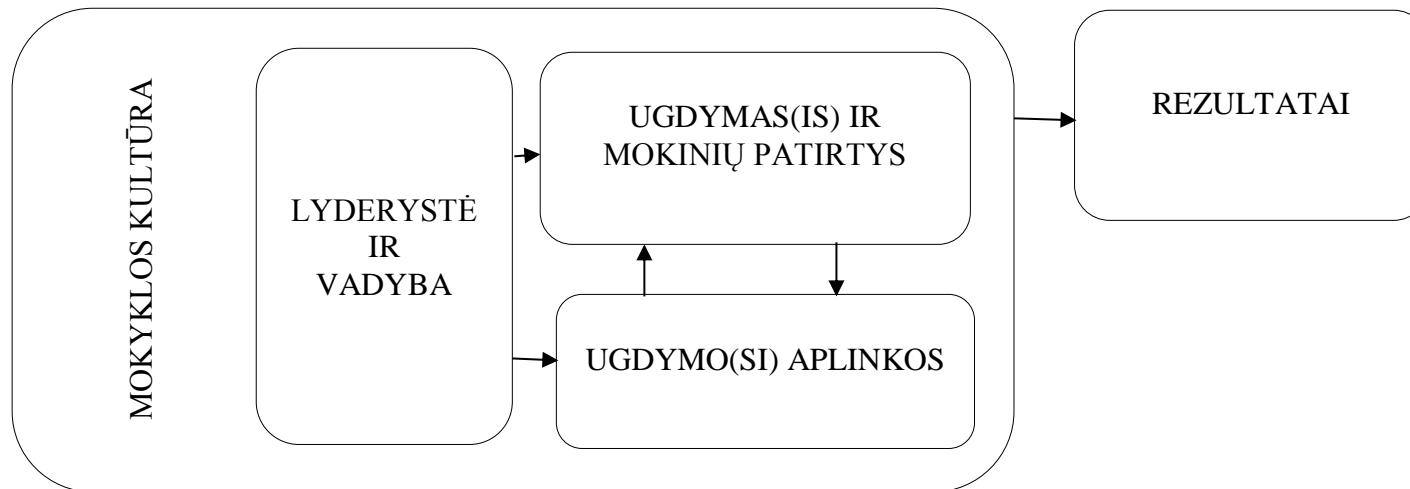 MOKYKLOS KULTŪRA
LYDERYSTĖ
IR
VADYBA
UGDYMAS(IS) IR
MOKINIŲ PATIRTYS
UGDYMO(SI) APLINKOS
REZULTATAI